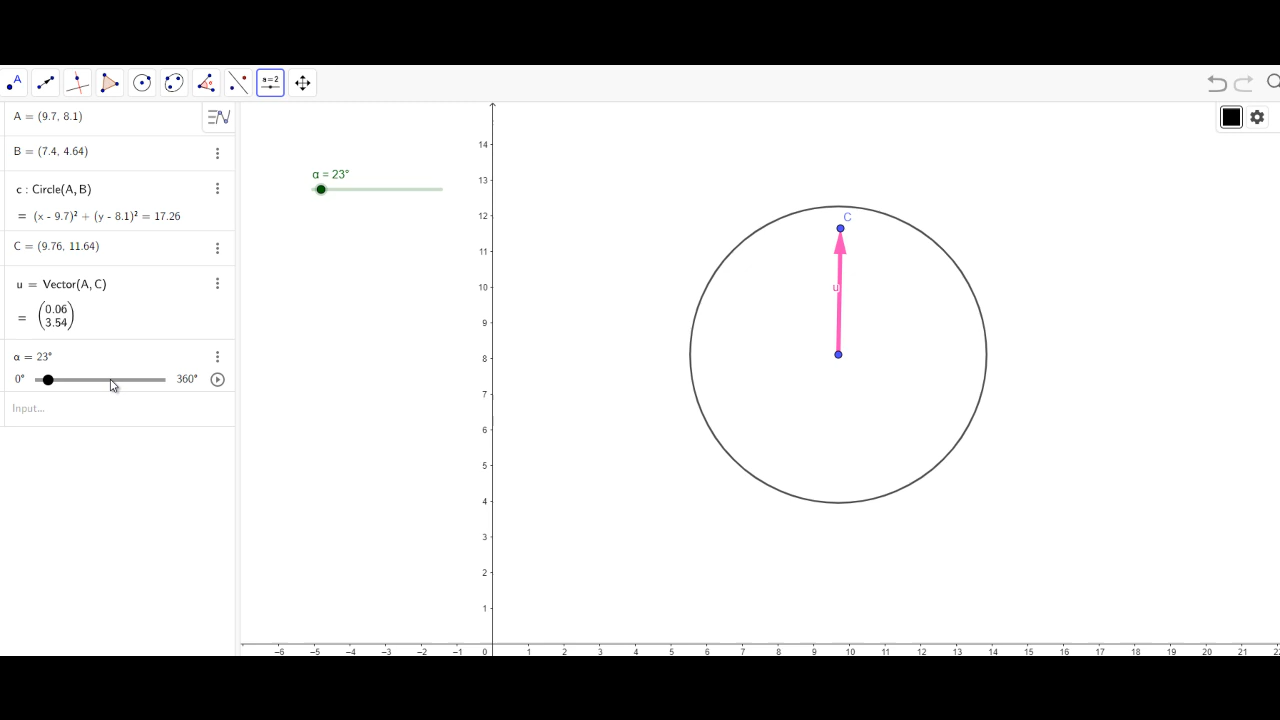 A
a=2
A = (9.7, 8.1)
B = (7.4, 4.64)
c : Circle(A, B)
= (x - 9.7)² + (y - 8.1)² = 17.26
C = (9.76, 11.64)
u = Vector(A, C)
= (0.06
3.54)
α = 23°
0° 360°
Input...
α = 23°
C
u
14
13
12
11
10
9
8
7
6
5
4
3
2
1
-6 -5 -4 -3 -2 -1 0 1 2 3 4 5 6 7 8 9 10 11 12 13 14 15 16 17 18 19 20 21